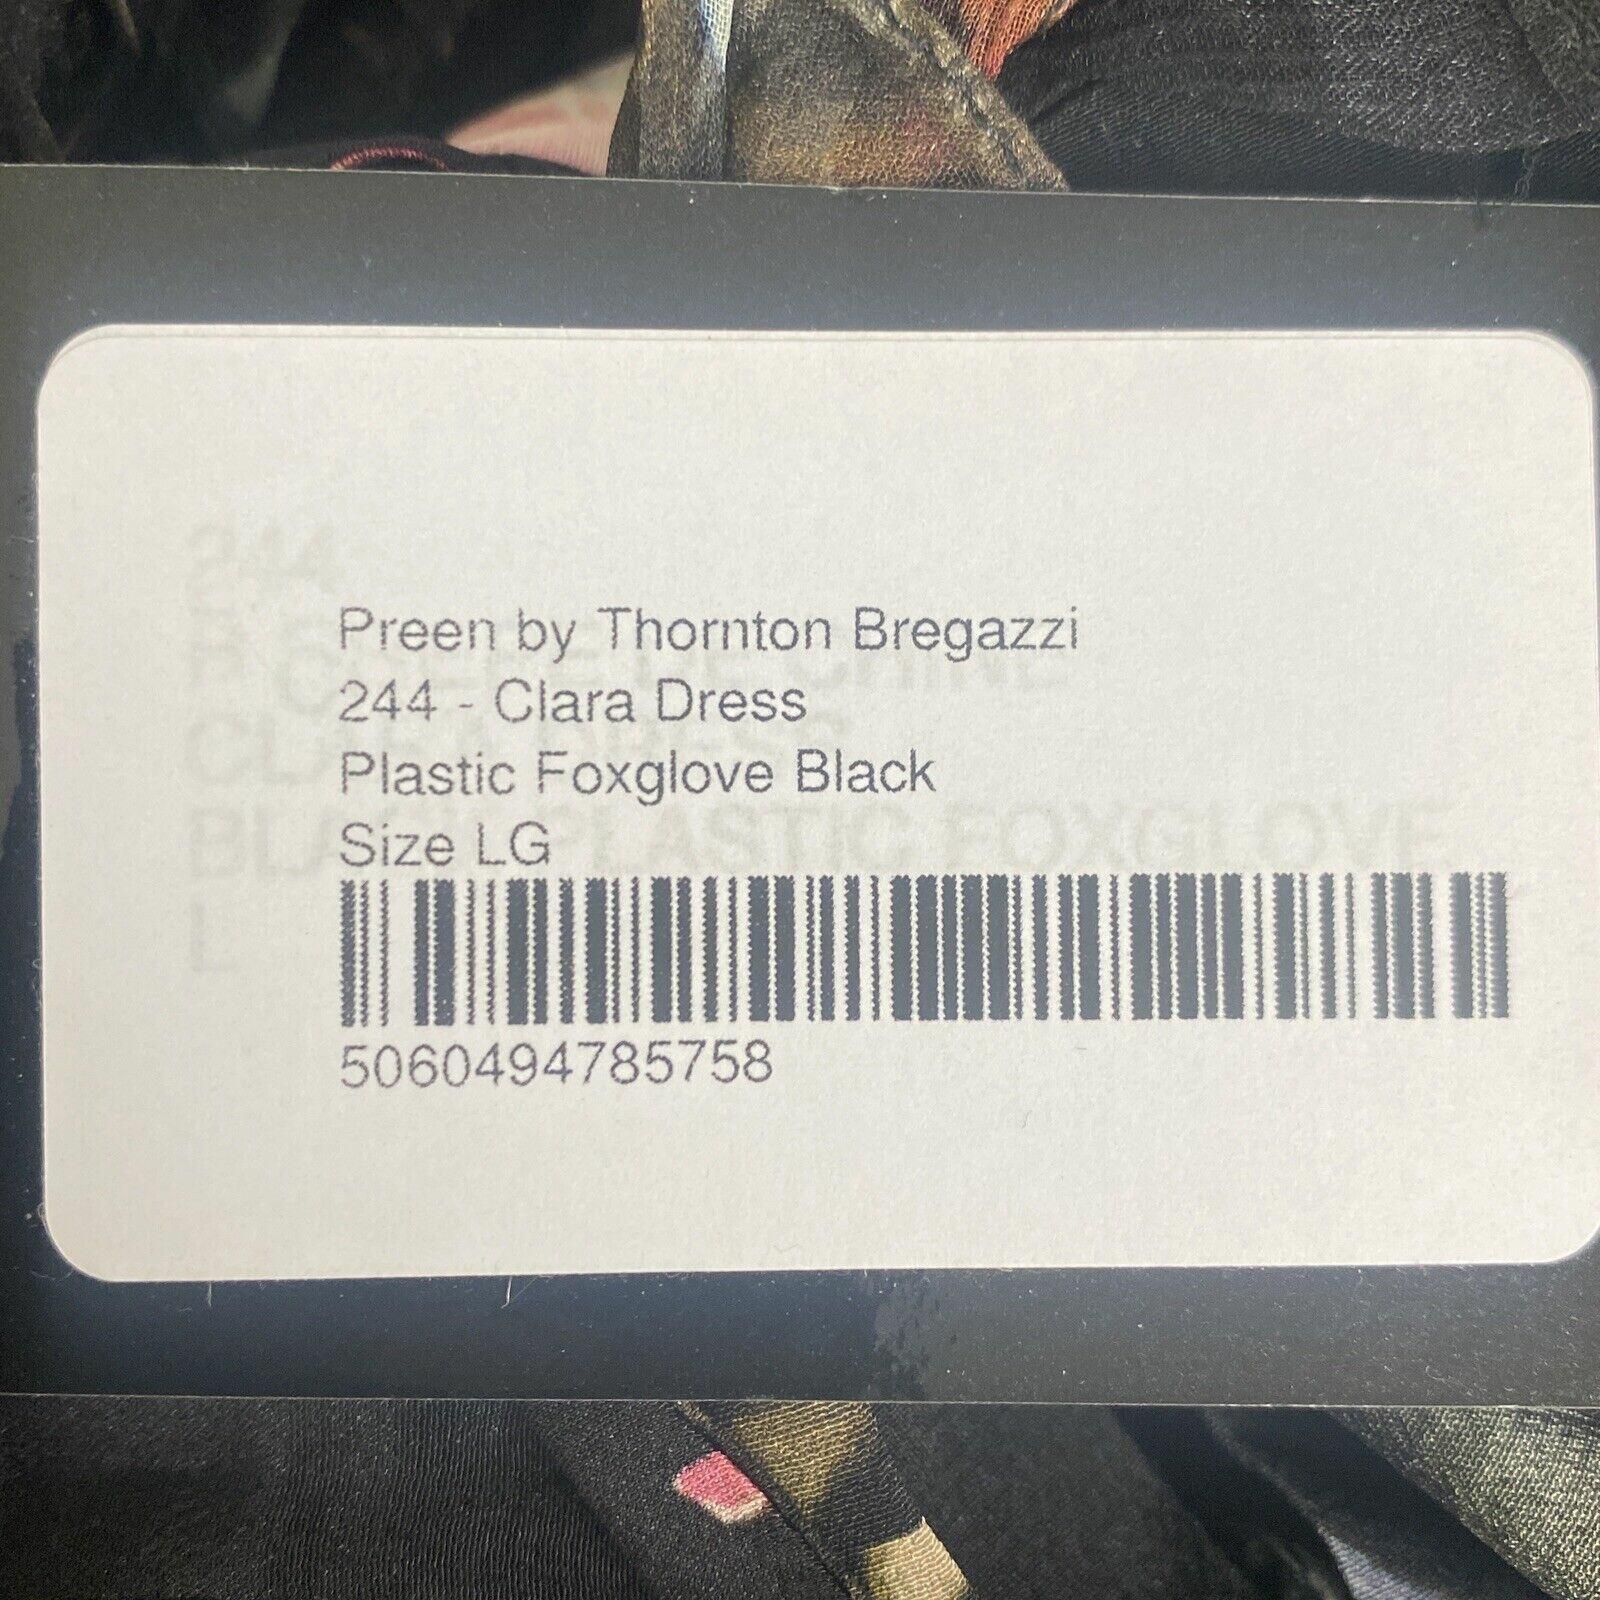 Preen by Thornton Bregazzi
244 - Clara Dress
Plastic Foxglove Black
Size LG
5060494785758